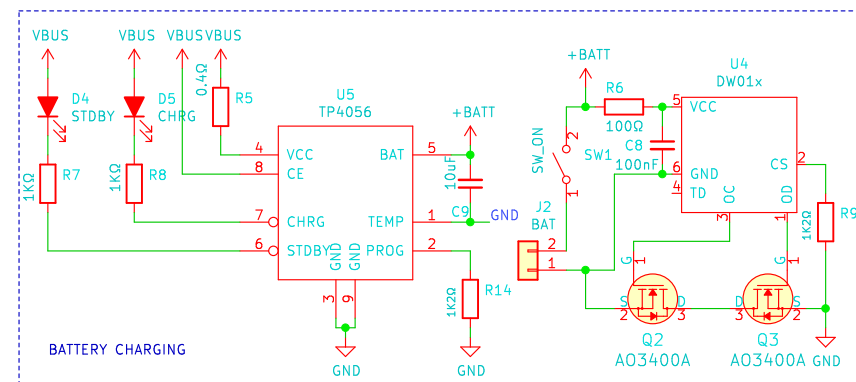 VBUS VBUS VBUS VBUS
+BATT
U4
DW01x
0.4Ω
R5
U5
TP4056
R6
100Ω
5 VCC
D4
STDBY
D5
CHRG
+BATT
SW_ON
2
SW1
1
C8
100nF
4 VCC
BAT 5
8 CE
10uF
C9
6 GND
CS 2
4 TD
OC
OD
3
1
1KΩ
R7
1KΩ
R8
1K2Ω
R9
J2
BAT
2
1
7 CHRG
TEMP 1
GND
6 STDBY
PROG 2
GND
GND
3
9
1K2Ω
R14
G
1
G
1
S
2
D
3
D
3
S
2
Q2
AO3400A
Q3
AO3400A
GND
GND
GND
BATTERY CHARGING